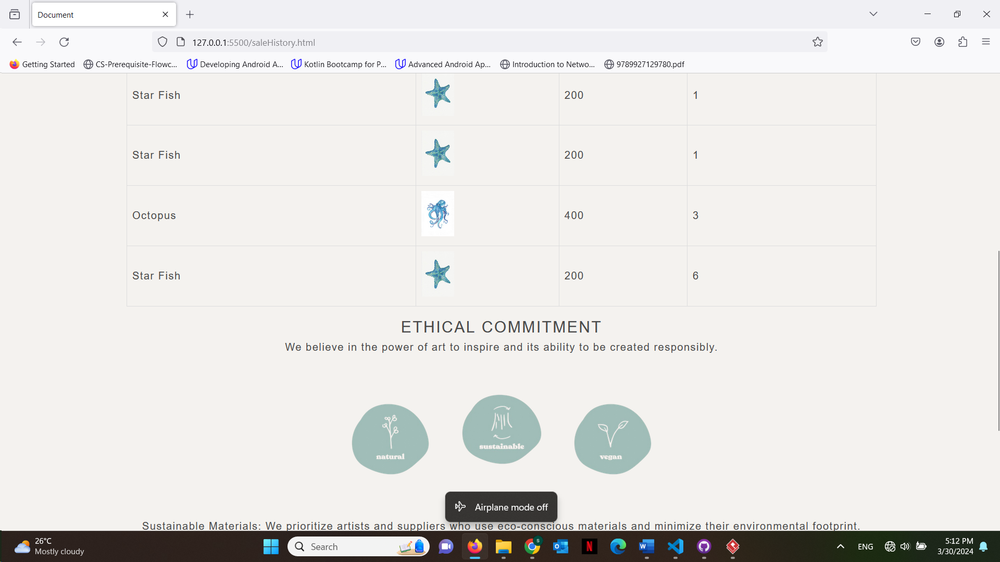 Document
127.0.0.1:5500/saleHistory.html
Getting Started CS-Prerequisite-Flowc... Developing Android A... Kotlin Bootcamp for P... Advanced Android Ap... Introduction to Netwo... 9789927129780.pdf
Star Fish 200 1
Star Fish 200 1
Octopus 400 3
Star Fish 200 6
ETHICAL COMMITMENT
We believe in the power of art to inspire and its ability to be created responsibly.
natural sustainable vegan
Airplane mode off
Sustainable Materials: We prioritize artists and suppliers who use eco-conscious materials and minimize their environmental footprint.
26°C
Mostly cloudy
Search
ENG
5:12 PM
3/30/2024